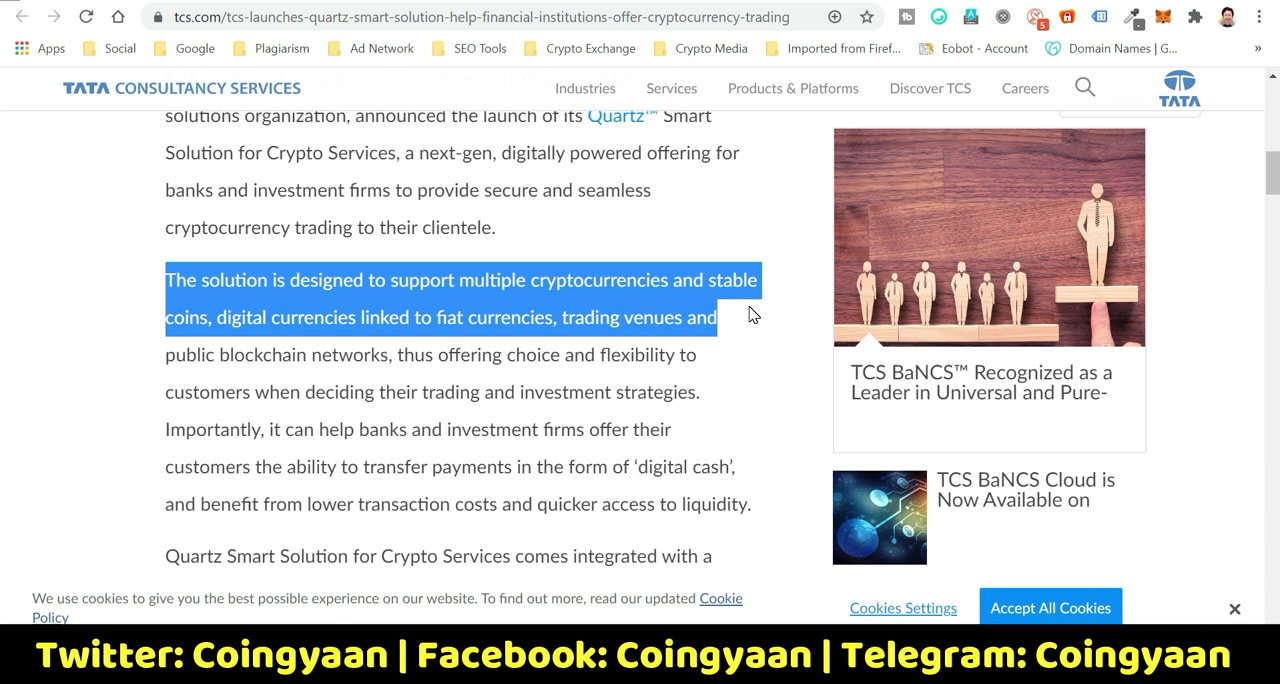 tcs.com/tcs-launches-quartz-smart-solution-help-financial-institutions-offer-cryptocurrency-trading
5
Apps
Social
Google
Plagiarism
Ad Network
SEO Tools
Crypto Exchange
Crypto Media
Imported from Firef...
Eobot - Account
Domain Names | G...
»
TATA CONSULTANCY SERVICES
Industries
Services
Products & Platforms
Discover TCS
Careers
TATA
solutions organization, announced the launch of its Quartz™ Smart
Solution for Crypto Services, a next-gen, digitally powered offering for
banks and investment firms to provide secure and seamless
cryptocurrency trading to their clientele.
The solution is designed to support multiple cryptocurrencies and stable
coins, digital currencies linked to fiat currencies, trading venues and
public blockchain networks, thus offering choice and flexibility to
customers when deciding their trading and investment strategies.
Importantly, it can help banks and investment firms offer their
customers the ability to transfer payments in the form of ‘digital cash’,
and benefit from lower transaction costs and quicker access to liquidity.
Quartz Smart Solution for Crypto Services comes integrated with a
TCS BaNCS™ Recognized as a
Leader in Universal and Pure-
TCS BaNCS Cloud is
Now Available on
We use cookies to give you the best possible experience on our website. To find out more, read our updated Cookie
Policy
Cookies Settings
Accept All Cookies
Twitter: Coingyaan | Facebook: Coingyaan | Telegram: Coingyaan